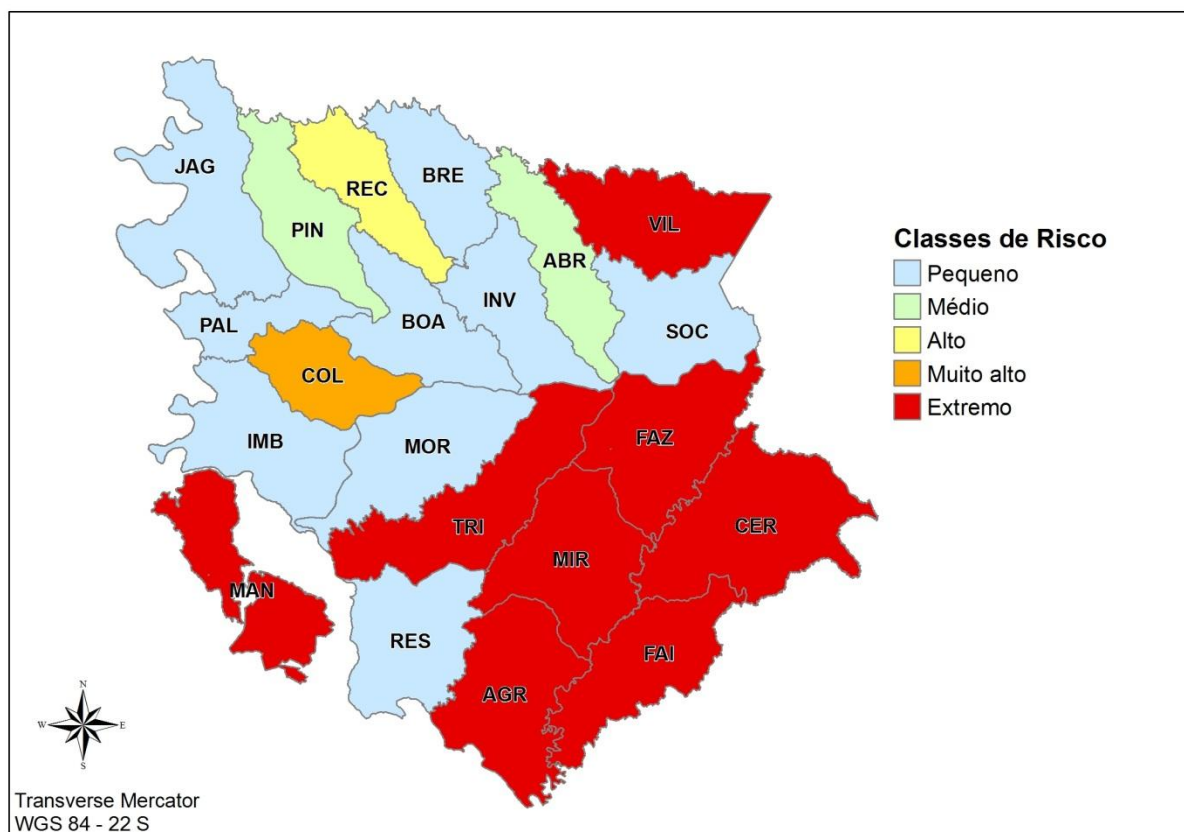 JAG
BRE
REC
VIL
PIN
ABR
INV
PAL
BOA
SOC
COL
IMB
MOR
FAZ
TRI
CER
MIR
MAN
RES
FAI
AGR
Classes de Risco
Pequeno
Médio
Alto
Muito alto
Extremo
N
W
E
S
Transverse Mercator
WGS 84 - 22 S